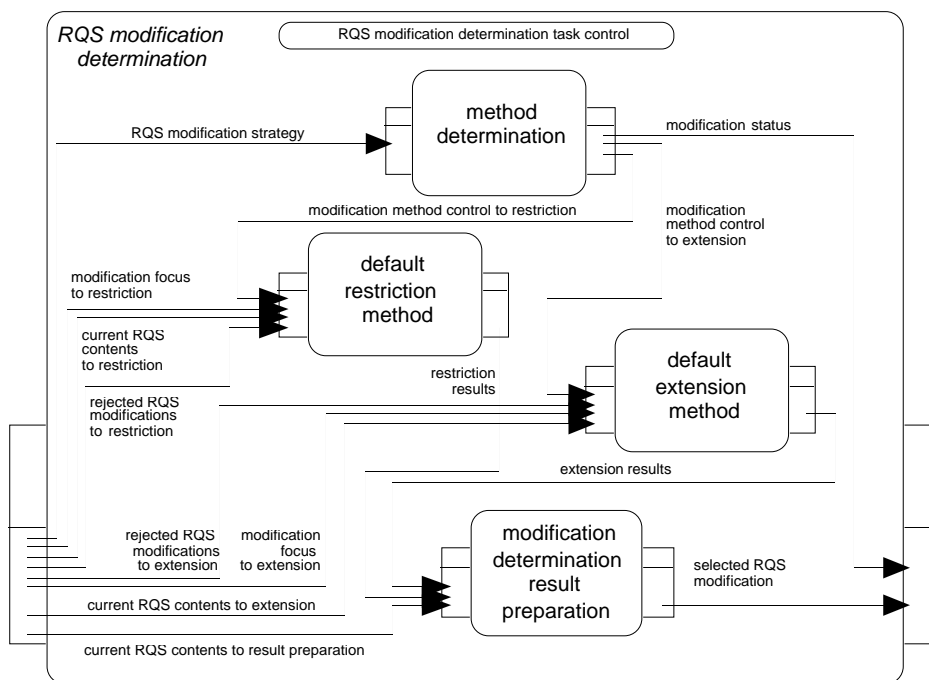 RQS modification
determination
RQS modification determination task control
method
determination
RQS modification strategy
modification status
modification method control to restriction
modification
method control
to extension
default
restriction
method
modification focus
to restriction
current RQS
contents
to restriction
restriction
results
default
extension
method
rejected RQS
modifications
to restriction
extension results
rejected RQS
modifications
to extension
modification
focus
to extension
modification
determination
result
preparation
selected RQS
modification
current RQS contents to extension
current RQS contents to result preparation